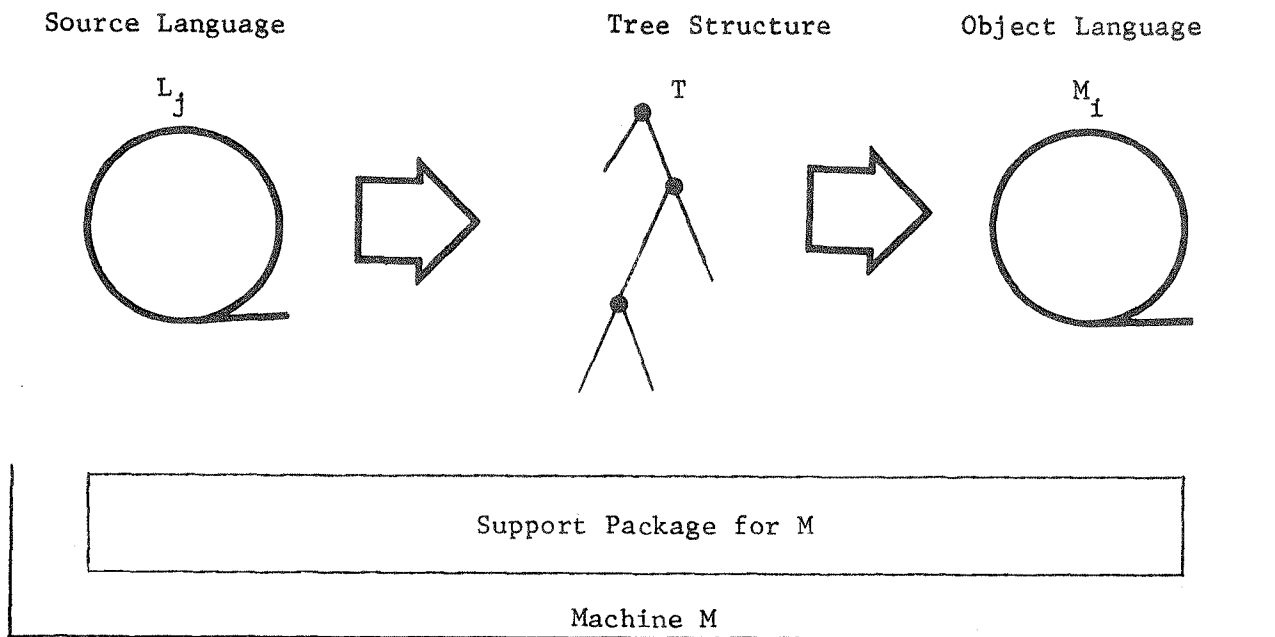 Source Language Tree Structure Object Language
L_j T M_i
Support Package for M
Machine M